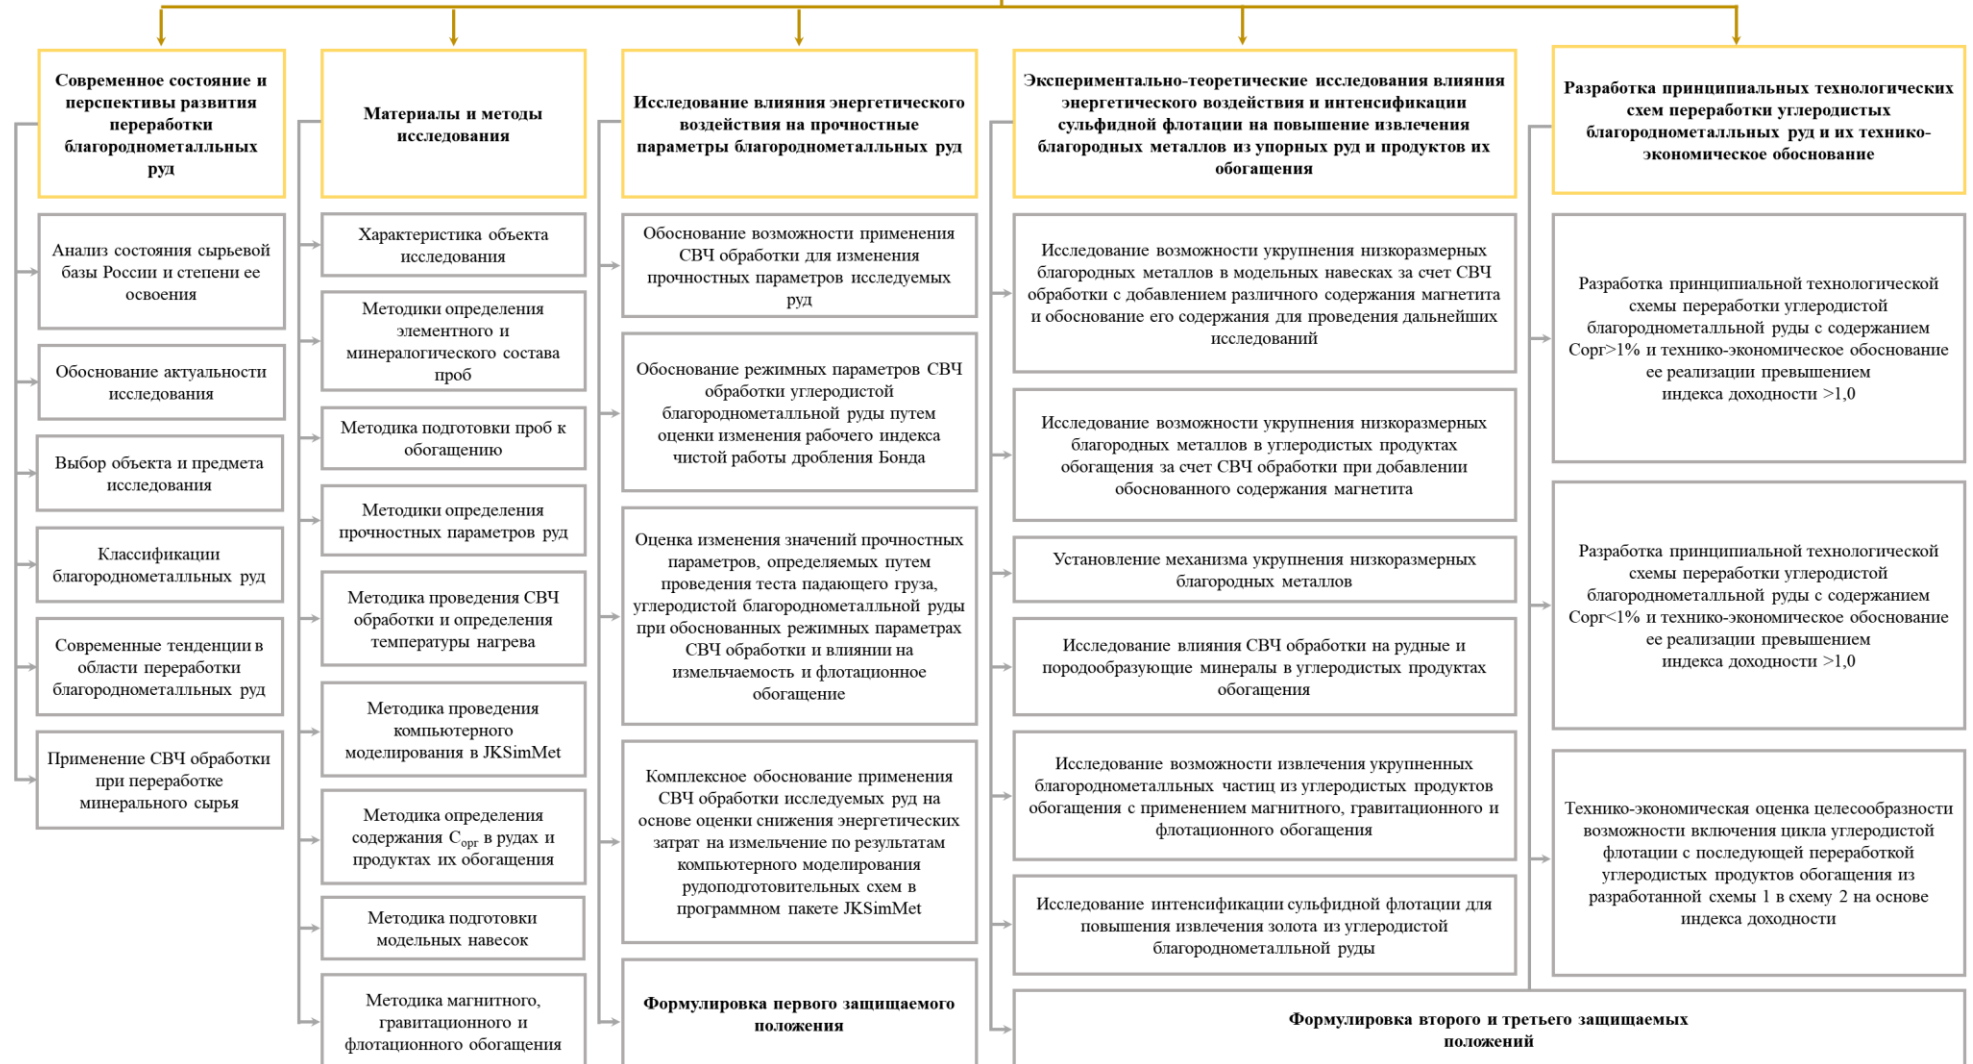 Современное состояние и
перспективы развития
переработки
благороднометалльных
руд
Анализ состояния сырьевой
базы России и степени ее
освоения
Обоснование актуальности
исследования
Выбор объекта и предмета
исследования
Классификации
благороднометалльных руд
Современные тенденции в
области переработки
благороднометалльных руд
Применение СВЧ обработки
при переработке
минерального сырья
Материалы и методы
исследования
Характеристика объекта
исследования
Методики определения
элементного и
минералогического состава
проб
Методика подготовки проб к
обогащению
Методики определения
прочностных параметров руд
Методика проведения СВЧ
обработки и определения
температуры нагрева
Методика проведения
компьютерного
моделирования в JKSimMet
Методика определения
содержания Cорг в рудах и
продуктах их обогащения
Методика подготовки
модельных навесок
Методика магнитного,
гравитационного и
флотационного обогащения
Исследование влияния энергетического
воздействия на прочностные
параметры благороднометалльных руд
Обоснование возможности применения
СВЧ обработки для изменения
прочностных параметров исследуемых
руд
Обоснование режимных параметров СВЧ
обработки углеродистой
благороднометалльной руды путем
оценки изменения рабочего индекса
чистой работы дробления Бонда
Оценка изменения значений прочностных
параметров, определяемых путем
проведения теста падающего груза,
углеродистой благороднометалльной руды
при обоснованных режимных параметрах
СВЧ обработки и влиянии на
измельчаемость и флотационное
обогащение
Комплексное обоснование применения
СВЧ обработки исследуемых руд на
основе оценки снижения энергетических
затрат на измельчение по результатам
компьютерного моделирования
рудоподготовительных схем в
программном пакете JKSimMet
Формулировка первого защищаемого
положения
Экспериментально-теоретические исследования влияния
энергетического воздействия и интенсификации
сульфидной флотации на повышение извлечения
благородных металлов из упорных руд и продуктов их
обогащения
Исследование возможности укрупнения низкоразмерных
благородных металлов в модельных навесках за счет СВЧ
обработки с добавлением различного содержания магнетита
и обоснование его содержания для проведения дальнейших
исследований
Исследование возможности укрупнения низкоразмерных
благородных металлов в углеродистых продуктах
обогащения за счет СВЧ обработки при добавлении
обоснованного содержания магнетита
Установление механизма укрупнения низкоразмерных
благородных металлов
Исследование влияния СВЧ обработки на рудные и
породообразующие минералы в углеродистых продуктах
обогащения
Исследование возможности извлечения укрупненных
благороднометалльных частиц из углеродистых продуктов
обогащения с применением магнитного, гравитационного и
флотационного обогащения
Исследование интенсификации сульфидной флотации для
повышения извлечения золота из углеродистой
благороднометалльной руды
Формулировка второго и третьего защищаемых
положений
Разработка принципиальных технологических
схем переработки углеродистых
благороднометалльных руд и их технико-
экономическое обоснование
Разработка принципиальной технологической
схемы переработки углеродистой
благороднометалльной руды с содержанием
Сорг>1% и технико-экономическое обоснование
ее реализации превышением
индекса доходности >1,0
Разработка принципиальной технологической
схемы переработки углеродистой
благороднометалльной руды с содержанием
Сорг<1% и технико-экономическое обоснование
ее реализации превышением
индекса доходности >1,0
Технико-экономическая оценка целесообразности
возможности включения цикла углеродистой
флотации с последующей переработкой
углеродистых продуктов обогащения из
разработанной схемы 1 в схему 2 на основе
индекса доходности